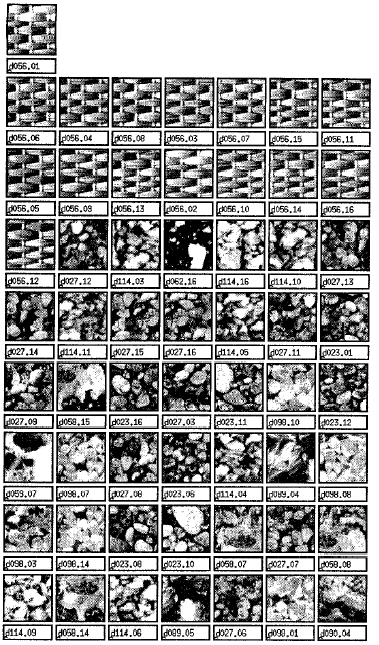 d056.01
d056.06 d056.04 d056.08 d056.03 d056.07 d056.15 d056.11
d056.05 d056.09 d056.13 d056.02 d056.10 d056.14 d056.16
d056.12 d027.12 d114.03 d062.16 d114.16 d114.10 d027.13
d027.14 d114.11 d027.15 d027.16 d114.05 d027.11 d023.01
d027.09 d058.15 d023.16 d027.03 d023.11 d098.10 d023.12
d059.07 d098.07 d027.08 d023.06 d114.04 d089.04 d098.08
d098.03 d098.14 d023.08 d023.10 d058.07 d027.07 d058.08
d114.09 d058.14 d114.06 d089.05 d027.06 d098.01 d090.04